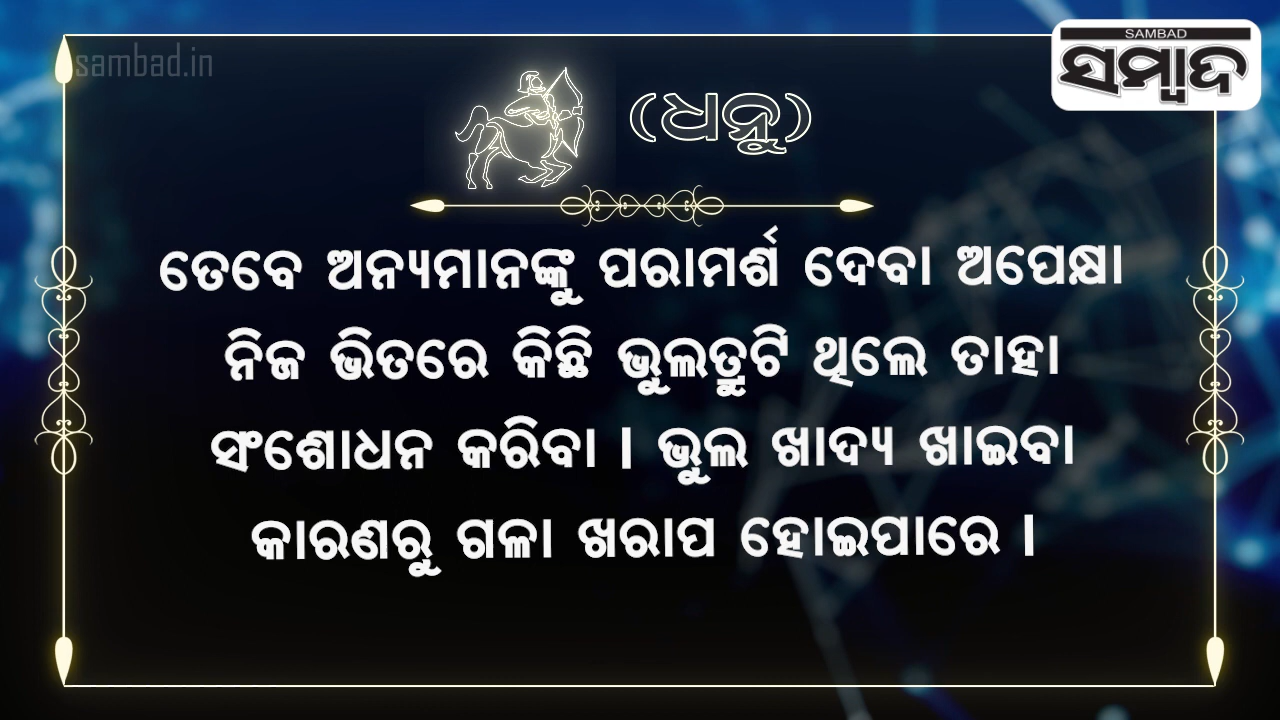 sambad.in
SAMBAD
ସମ୍ବାଦ
(ଧନୁ)
ତେବେ ଅନ୍ୟମାନଙ୍କୁ ପରାମର୍ଶ ଦେବା ଅପେକ୍ଷା
ନିଜ ଭିତରେ କିଛି ଭୁଲତ୍ରୁଟି ଥିଲେ ତାହା
ସଂଶୋଧନ କରିବା । ଭୁଲ ଖାଦ୍ୟ ଖାଇବା
କାରଣରୁ ଗଳା ଖରାପ ହୋଇପାରେ ।